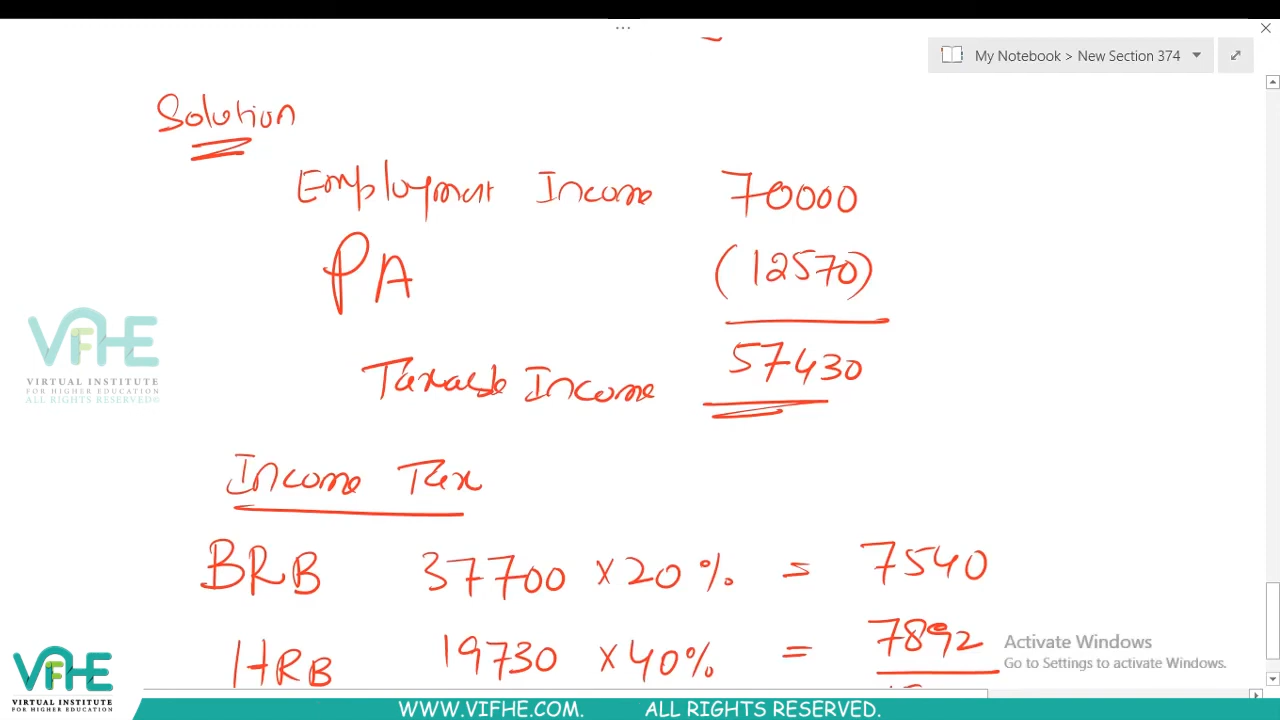 ...
My Notebook > New Section 374
Solution
Employment Income 70000
PA (12570)
Taxable Income 57430
VIFHE
VIRTUAL INSTITUTE
FOR HIGHER EDUCATION
ALL RIGHTS RESERVED©
Income Tax
BRB 37700 × 20% = 7540
HRB 19730 × 40% = 7892
Activate Windows
Go to Settings to activate Windows.
VIFHE
VIRTUAL INSTITUTE
FOR HIGHER EDUCATION
WWW.VIFHE.COM. ALL RIGHTS RESERVED.